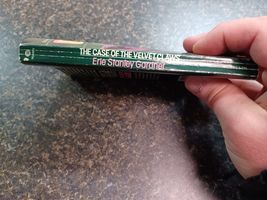 THE CASE OF THE VELVET CLAWS
Erle Stanley Gardner